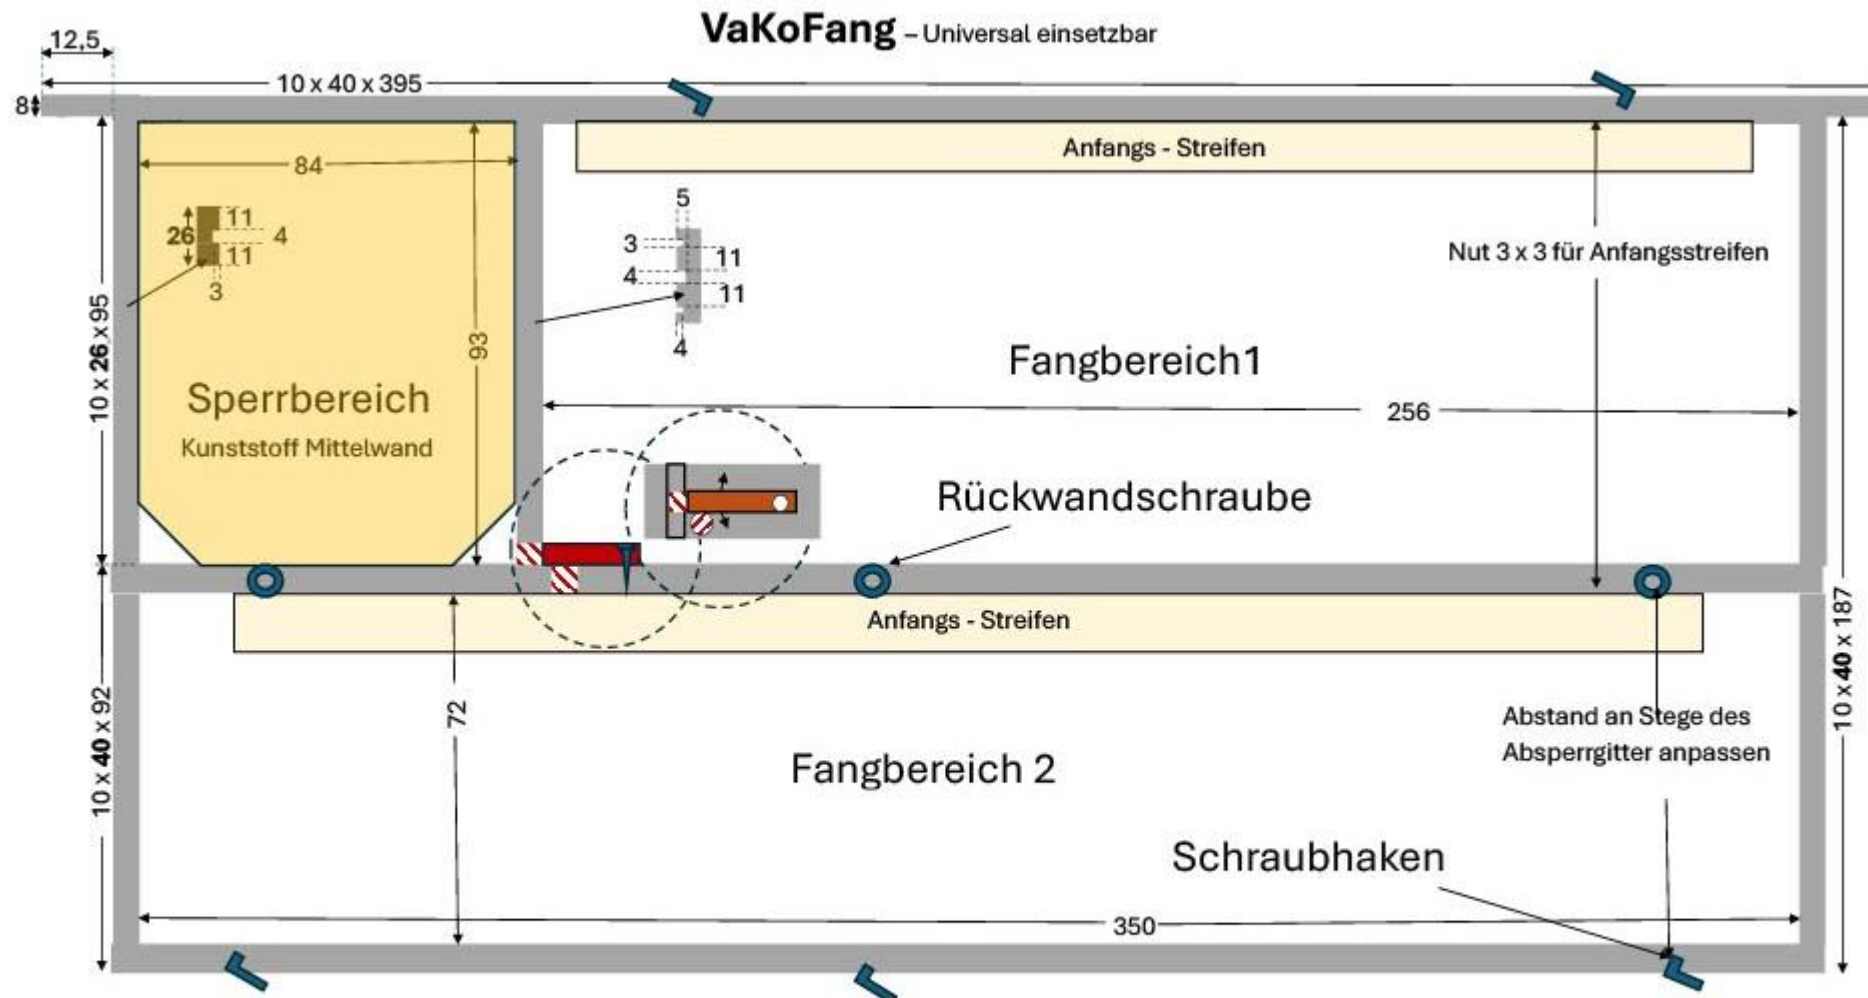 VaKoFang – Universal einsetzbar
12,5
10 x 40 x 395
8
Anfangs - Streifen
84
5
11
26
4
11
3
3
11
4
11
4
Nut 3 x 3 für Anfangsstreifen
10 x 26 x 95
93
Fangbereich1
Sperrbereich
256
Kunststoff Mittelwand
Rückwandschraube
Anfangs - Streifen
10 x 40 x 187
10 x 40 x 92
72
Abstand an Stege des
Absperrgitter anpassen
Fangbereich 2
Schraubhaken
350